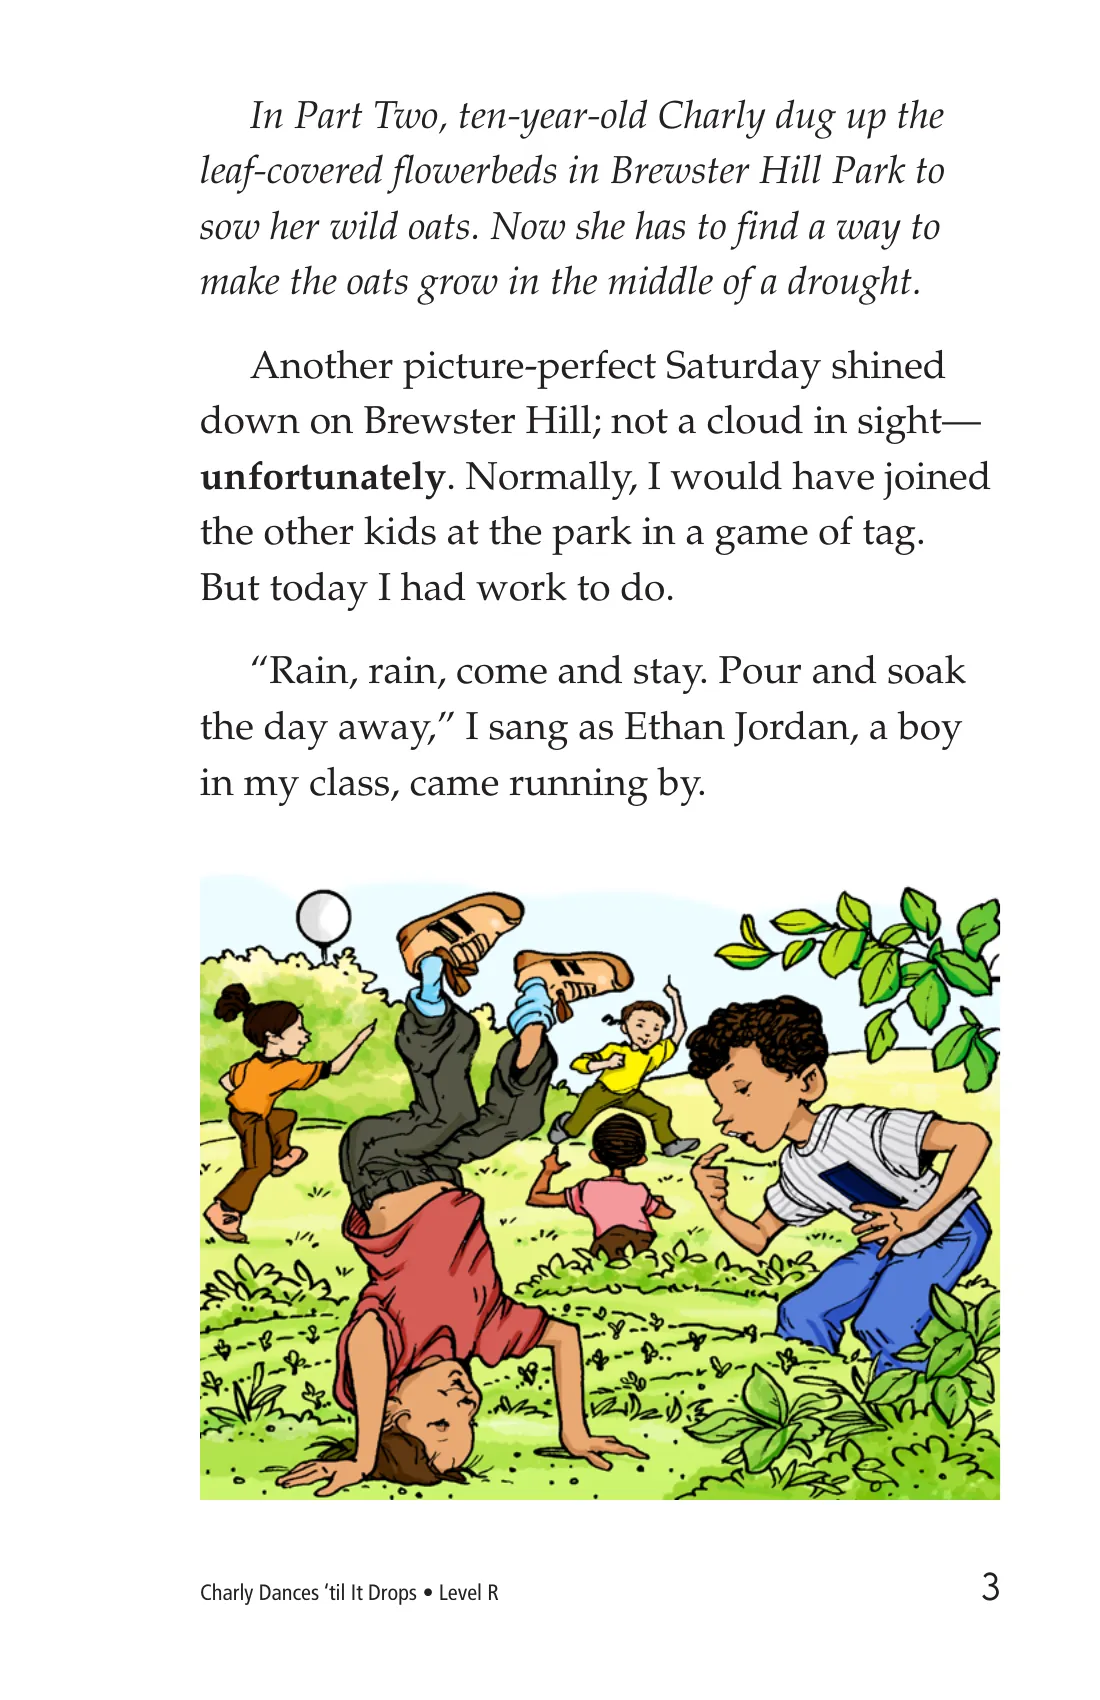 In Part Two, ten-year-old Charly dug up the
leaf-covered flowerbeds in Brewster Hill Park to
sow her wild oats. Now she has to find a way to
make the oats grow in the middle of a drought.
Another picture-perfect Saturday shined
down on Brewster Hill; not a cloud in sight—
unfortunately. Normally, I would have joined
the other kids at the park in a game of tag.
But today I had work to do.
“Rain, rain, come and stay. Pour and soak
the day away,” I sang as Ethan Jordan, a boy
in my class, came running by.
Charly Dances ‘til It Drops • Level R
3